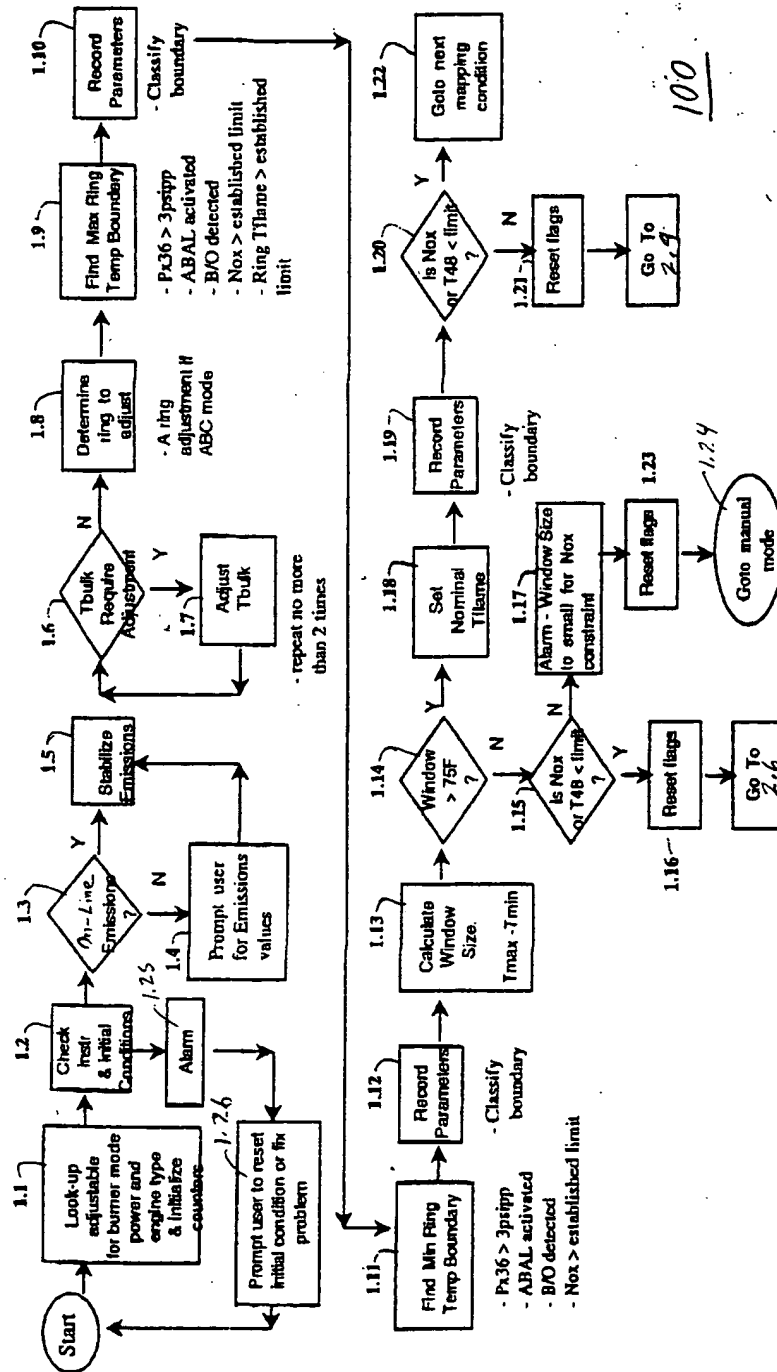 Start
1.1
Look-up
adjustable
for burner mode
power and
engine type
& Initialize
counters
1.2
Check
Instr
& Initial
Conditions
1.25
Alarm
1.26
Prompt user to reset
initial condition or fix
problem
1.3
On-Line
Emissions
?
Y
N
1.4
Prompt user
for Emissions
values
1.5
Stabilize
Emissions
1.6
Tbulk
Require
Adjustment
N
Y
1.7
Adjust
Tbulk
- repeat no more
than 2 times
1.8
Determine
ring to
adjust
- A ring
adjustment if
ABC mode
1.9
Find Max Ring
Temp Boundary
- Px36 > 3psipp
- ABAL activated
- B/O detected
- Nox > established limit
- Ring Tflame > established
limit
1.10
Record
Parameters
- Classify
boundary
1.11
Find Min Ring
Temp Boundary
- Px36 > 3psipp
- ABAL activated
- B/O detected
- Nox > established limit
1.12
Record
Parameters
- Classify
boundary
1.13
Calculate
Window
Size.
Tmax - Tmin
1.14
Window
> 75F
?
Y
N
1.15
Is Nox
or T48 < limit
?
N
Y
1.16
Reset flags
Go To
2.6
1.17
Alarm - Window Size
to small for Nox
constraint
1.23
Reset flags
1.24
Goto manual
mode
1.18
Set
Nominal
Tflame
1.19
Record
Parameters
- Classify
boundary
1.20
Is Nox
or T48 < limit
?
Y
N
1.21
Reset flags
Go To
2.9
1.22
Goto next
mapping
condition
100